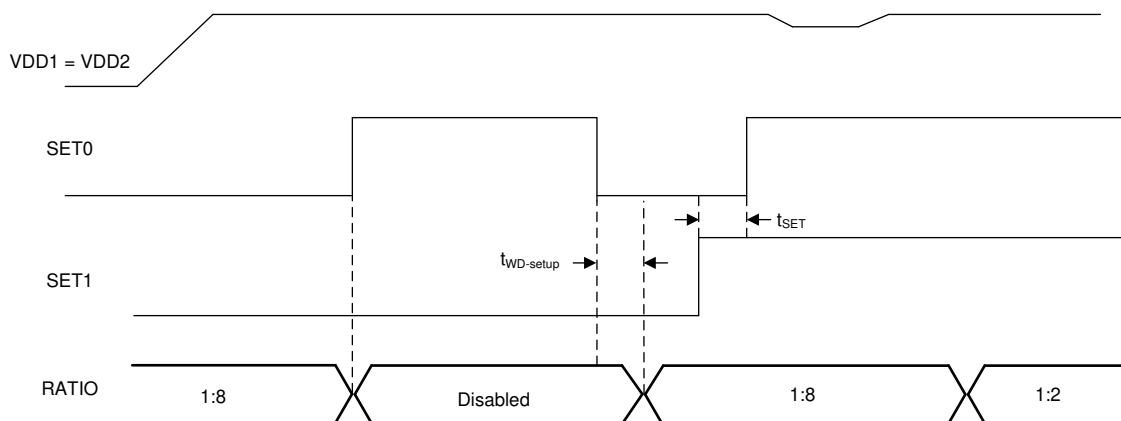 VDD1 = VDD2
SET0
tSET
tWD-setup
SET1
RATIO
1:8
Disabled
1:8
1:2